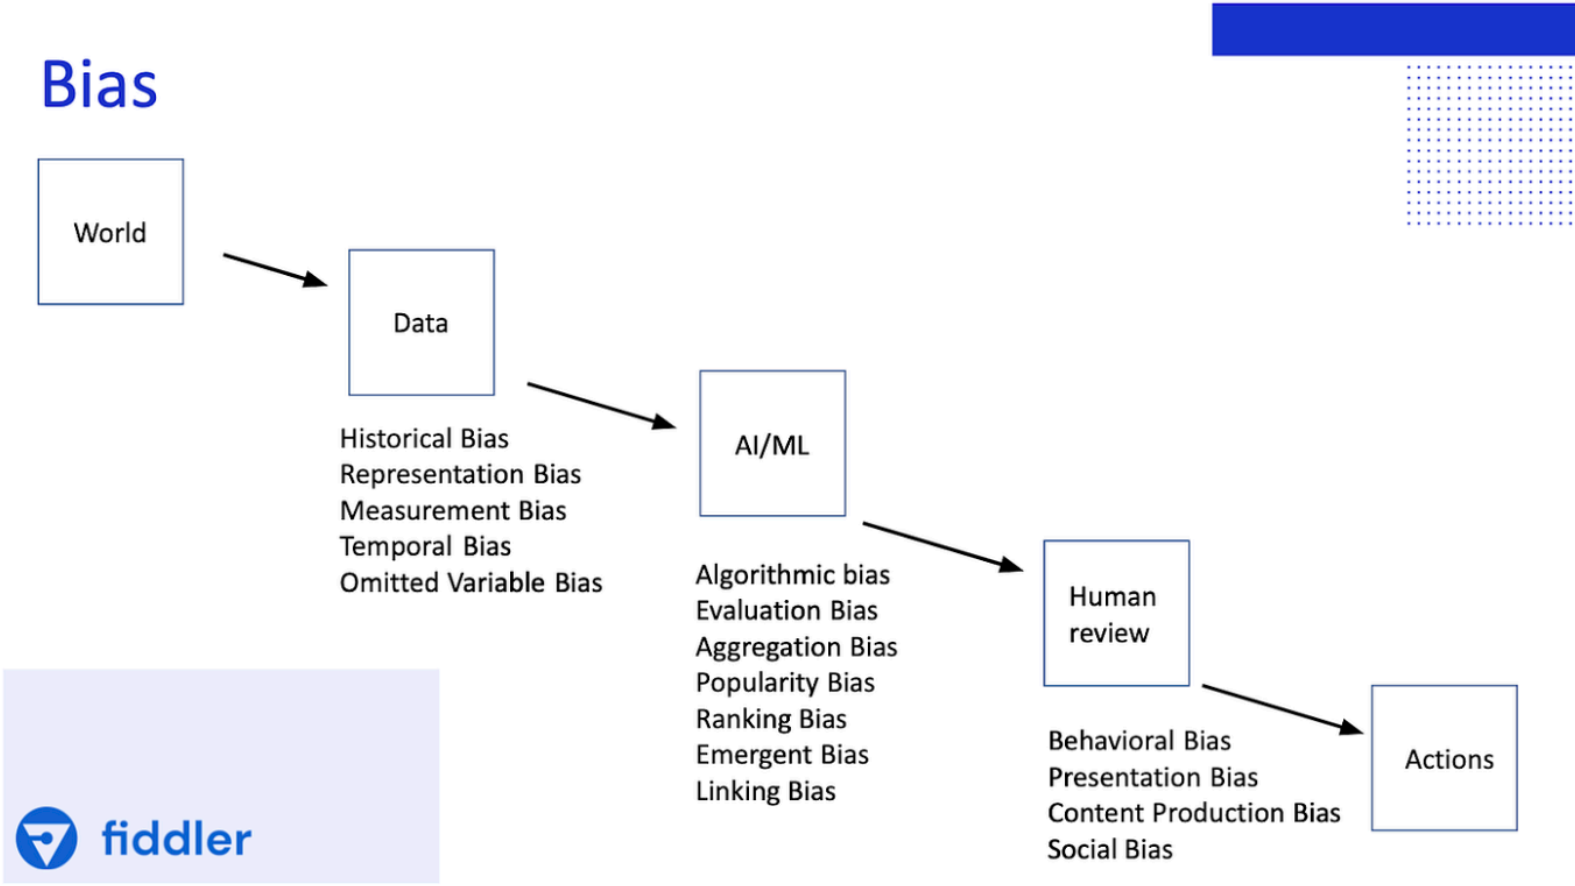 Bias
World
Data
Historical Bias
Representation Bias
Measurement Bias
Temporal Bias
Omitted Variable Bias
AI/ML
Algorithmic bias
Evaluation Bias
Aggregation Bias
Popularity Bias
Ranking Bias
Emergent Bias
Linking Bias
Human
review
Behavioral Bias
Presentation Bias
Content Production Bias
Social Bias
Actions
fiddler